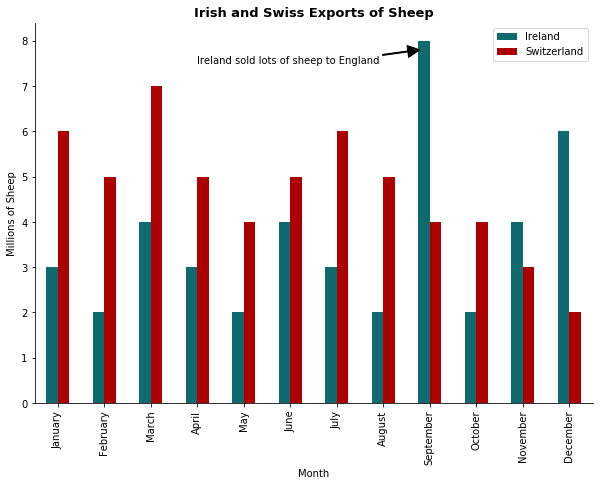 Irish and Swiss Exports of Sheep
Ireland
Switzerland
Ireland sold lots of sheep to England
Millions of Sheep
8
7
6
5
4
3
2
1
0
January
February
March
April
May
June
July
August
September
October
November
December
Month